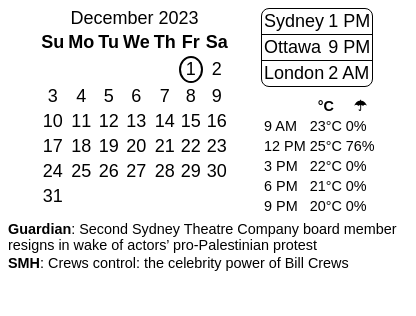 December 2023
Su Mo Tu We Th Fr Sa
1 2
3 4 5 6 7 8 9
10 11 12 13 14 15 16
17 18 19 20 21 22 23
24 25 26 27 28 29 30
31
Sydney 1 PM
Ottawa 9 PM
London 2 AM
°C ☂
9 AM 23°C 0%
12 PM 25°C 76%
3 PM 22°C 0%
6 PM 21°C 0%
9 PM 20°C 0%
Guardian: Second Sydney Theatre Company board member
resigns in wake of actors’ pro-Palestinian protest
SMH: Crews control: the celebrity power of Bill Crews